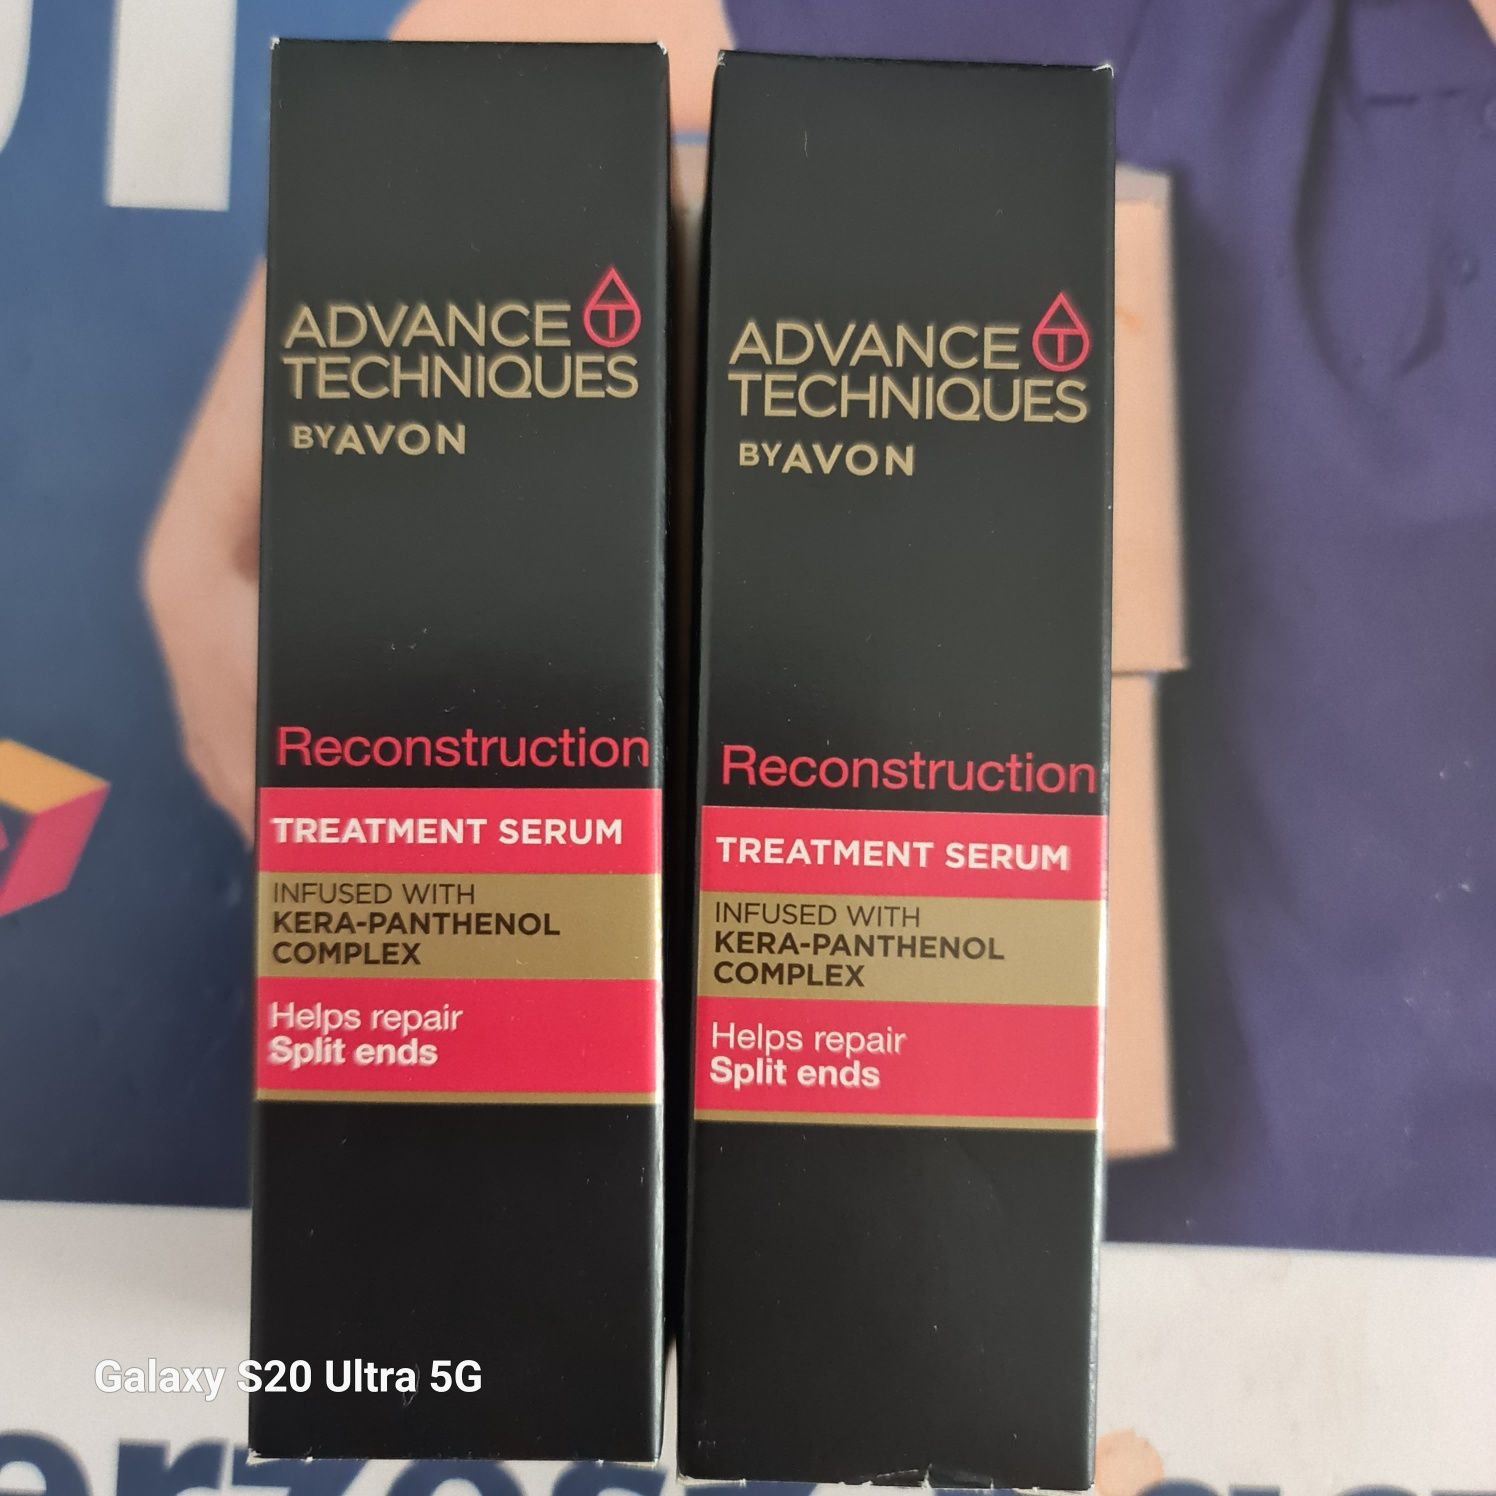 ADVANCE T
TECHNIQUES
BY AVON
Reconstruction
TREATMENT SERUM
INFUSED WITH
KERA-PANTHENOL
COMPLEX
Helps repair
Split ends
ADVANCE T
TECHNIQUES
BY AVON
Reconstruction
TREATMENT SERUM
INFUSED WITH
KERA-PANTHENOL
COMPLEX
Helps repair
Split ends
Galaxy S20 Ultra 5G